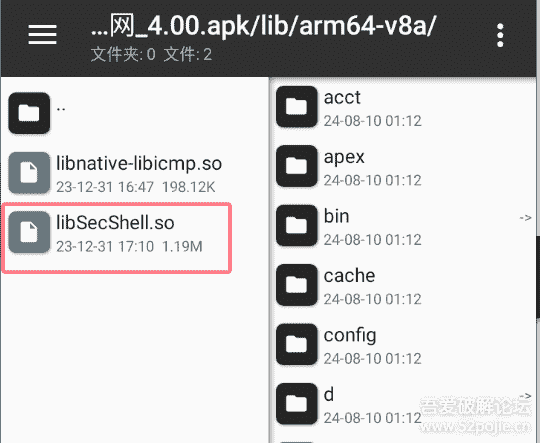 ...网_4.00.apk/lib/arm64-v8a/
文件夹: 0 文件: 2
..
libnative-libicmp.so
23-12-31 16:47 198.12K
libSecShell.so
23-12-31 17:10 1.19M
acct
24-08-10 01:12
apex
24-08-10 01:12
bin
->
24-08-10 01:12
cache
24-08-10 01:12
config
24-08-10 01:12
d
->
24-08-10 01:12
吾爱破解论坛
www.52pojie.cn